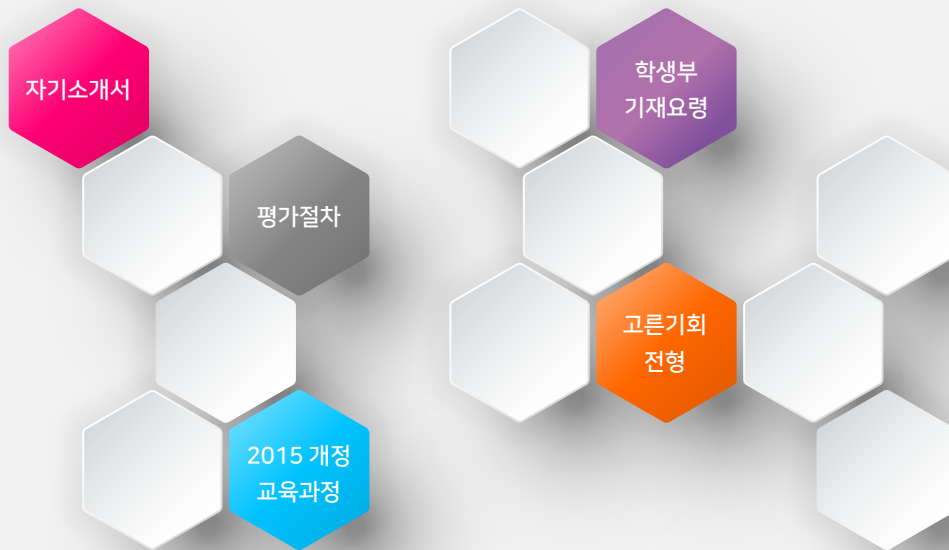 자기소개서
학생부
기재요령
평가절차
고른기회
전형
2015 개정
교육과정